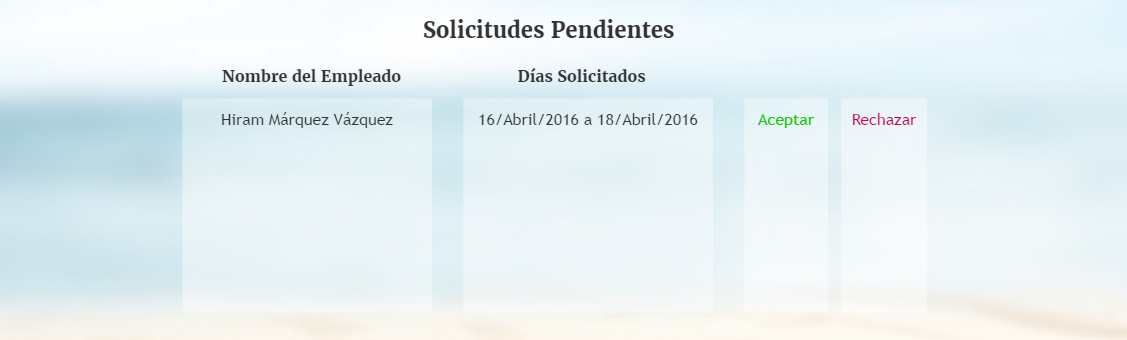 Solicitudes Pendientes
Nombre del Empleado Días Solicitados
Hiram Márquez Vázquez 16/Abril/2016 a 18/Abril/2016 Aceptar Rechazar